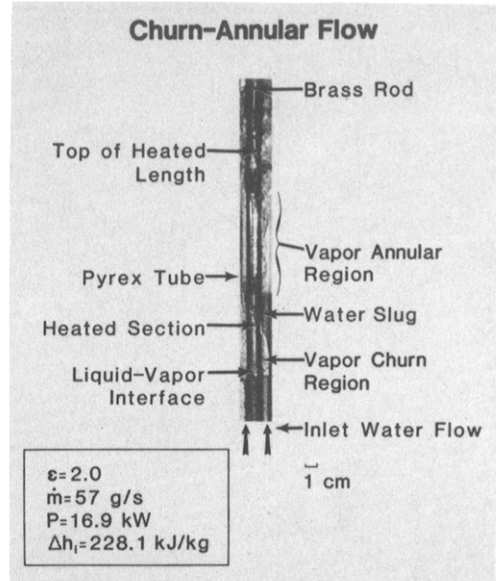 Churn-Annular Flow
Brass Rod
Top of Heated
Length
Vapor Annular
Region
Pyrex Tube
Water Slug
Heated Section
Vapor Churn
Region
Liquid-Vapor
Interface
Inlet Water Flow
1 cm
ε=2.0
ṁ=57 g/s
P=16.9 kW
Δhᵢ=228.1 kJ/kg